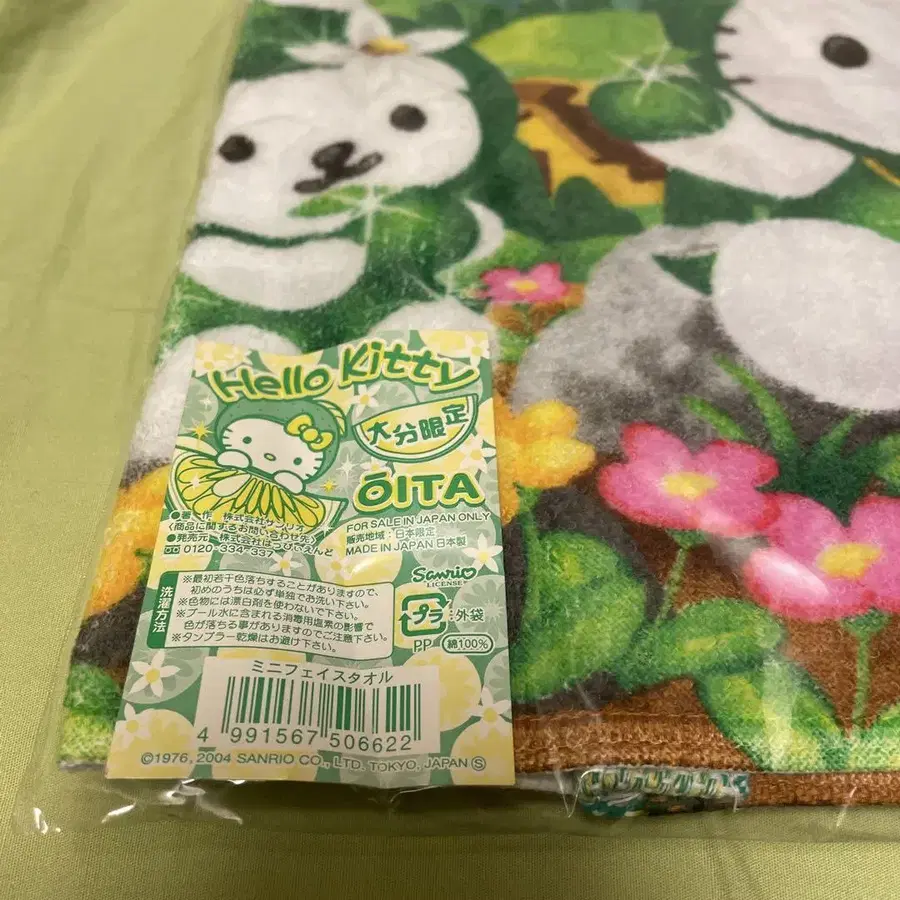 Hello Kitty
大分限定
ŌITA
FOR SALE IN JAPAN ONLY
販売地域：日本限定
MADE IN JAPAN 日本製
●著作 株式会社サンリオ
〈商品に関するお問い合わせ先〉
●発売元 株式会社はっぴぃえんど
0120-334-337
Sanrio
LICENSE
洗濯方法
※最初若干色落ちすることがありますので、
初めのうちは必ず単独でお洗い下さい。
※色物には漂白剤を使わないで下さい。
※プール水に含まれる消毒用塩素の影響で
色が落ちる事がありますのでご注意下さい。
※タンブラー乾燥はお避け下さい。
プラ
:外袋
PP
綿100%
ミニフェイスタオル
4 991567 506622
©1976, 2004 SANRIO CO., LTD. TOKYO, JAPAN Ⓢ